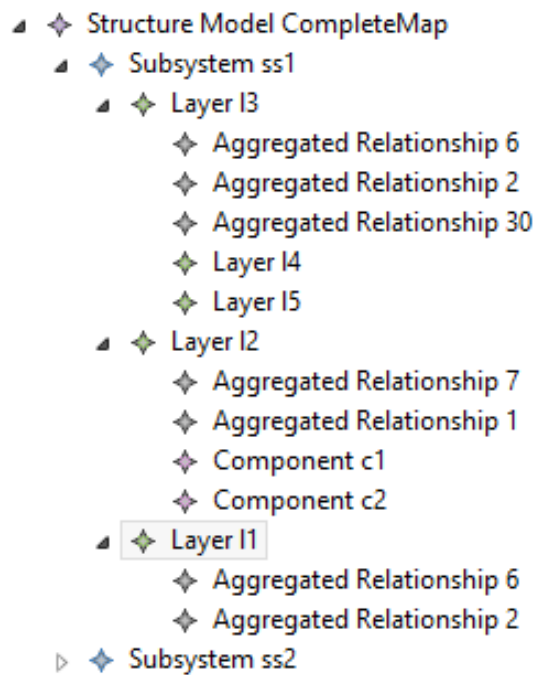 Structure Model CompleteMap
Subsystem ss1
Layer l3
Aggregated Relationship 6
Aggregated Relationship 2
Aggregated Relationship 30
Layer l4
Layer l5
Layer l2
Aggregated Relationship 7
Aggregated Relationship 1
Component c1
Component c2
Layer l1
Aggregated Relationship 6
Aggregated Relationship 2
Subsystem ss2